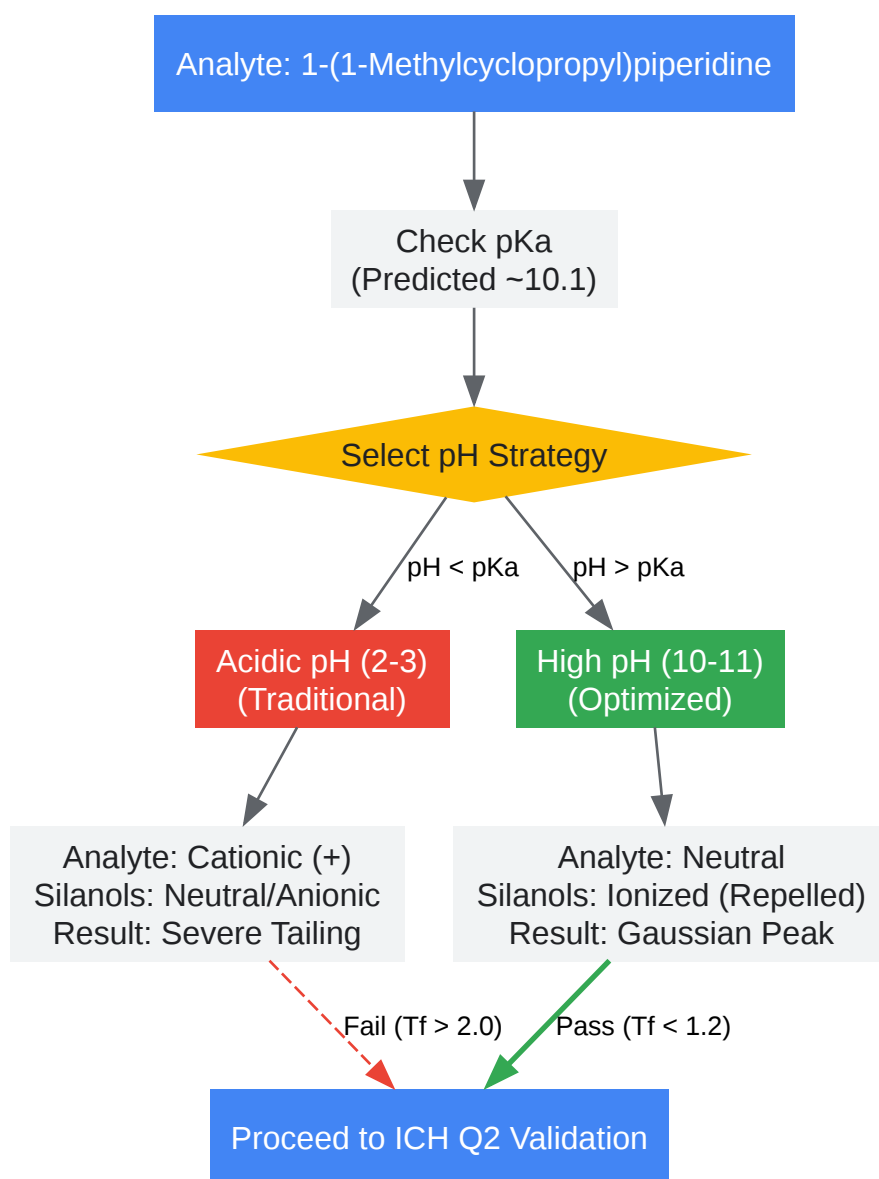 Analyte: 1-(1-Methylcyclopropyl)piperidine
Check pKa
(Predicted ~10.1)
Select pH Strategy
pH < pKa
pH > pKa
Acidic pH (2-3)
(Traditional)
High pH (10-11)
(Optimized)
Analyte: Cationic (+)
Silanols: Neutral/Anionic
Result: Severe Tailing
Analyte: Neutral
Silanols: Ionized (Repelled)
Result: Gaussian Peak
Fail (Tf > 2.0)
Pass (Tf < 1.2)
Proceed to ICH Q2 Validation